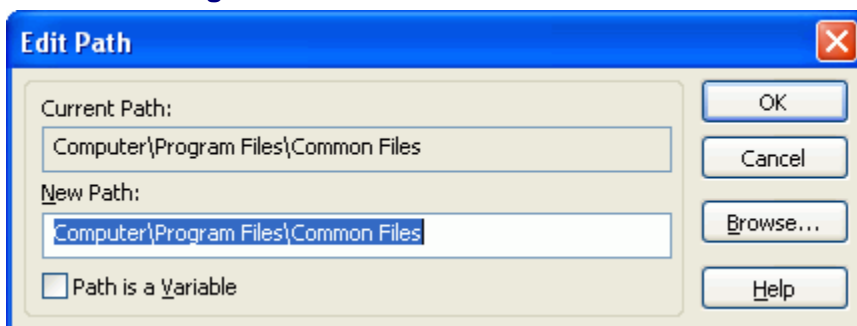 Edit Path
Current Path:
OK
Computer\Program Files\Common Files
Cancel
New Path:
Computer\Program Files\Common Files
Browse...
Path is a Variable
Help